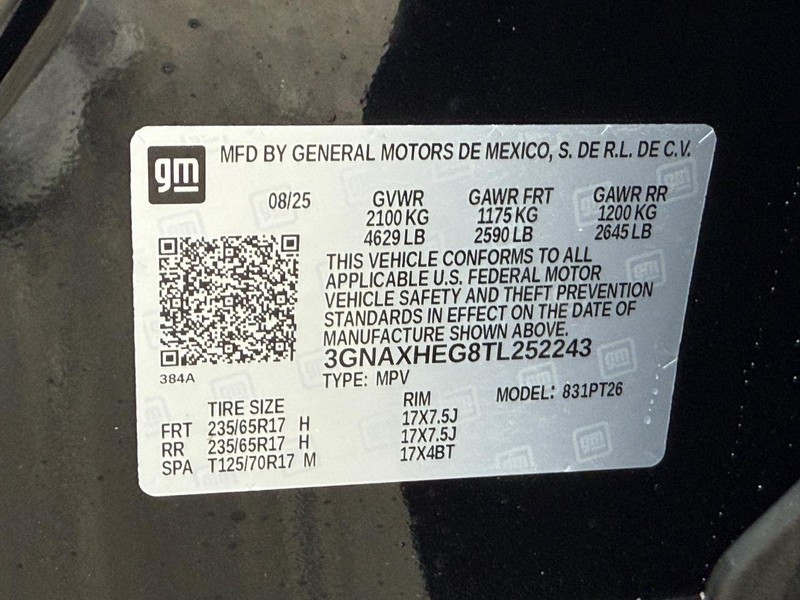 gm MFD BY GENERAL MOTORS DE MEXICO, S. DE R.L. DE C.V.
08/25 GVWR GAWR FRT GAWR RR
2100 KG 1175 KG 1200 KG
4629 LB 2590 LB 2645 LB
THIS VEHICLE CONFORMS TO ALL
APPLICABLE U.S. FEDERAL MOTOR
VEHICLE SAFETY AND THEFT PREVENTION
STANDARDS IN EFFECT ON THE DATE OF
MANUFACTURE SHOWN ABOVE.
3GNAXHEG8TL252243
384A
TYPE: MPV MODEL: 831PT26
TIRE SIZE RIM
FRT 235/65R17 H 17X7.5J
RR 235/65R17 H 17X7.5J
SPA T125/70R17 M 17X4BT